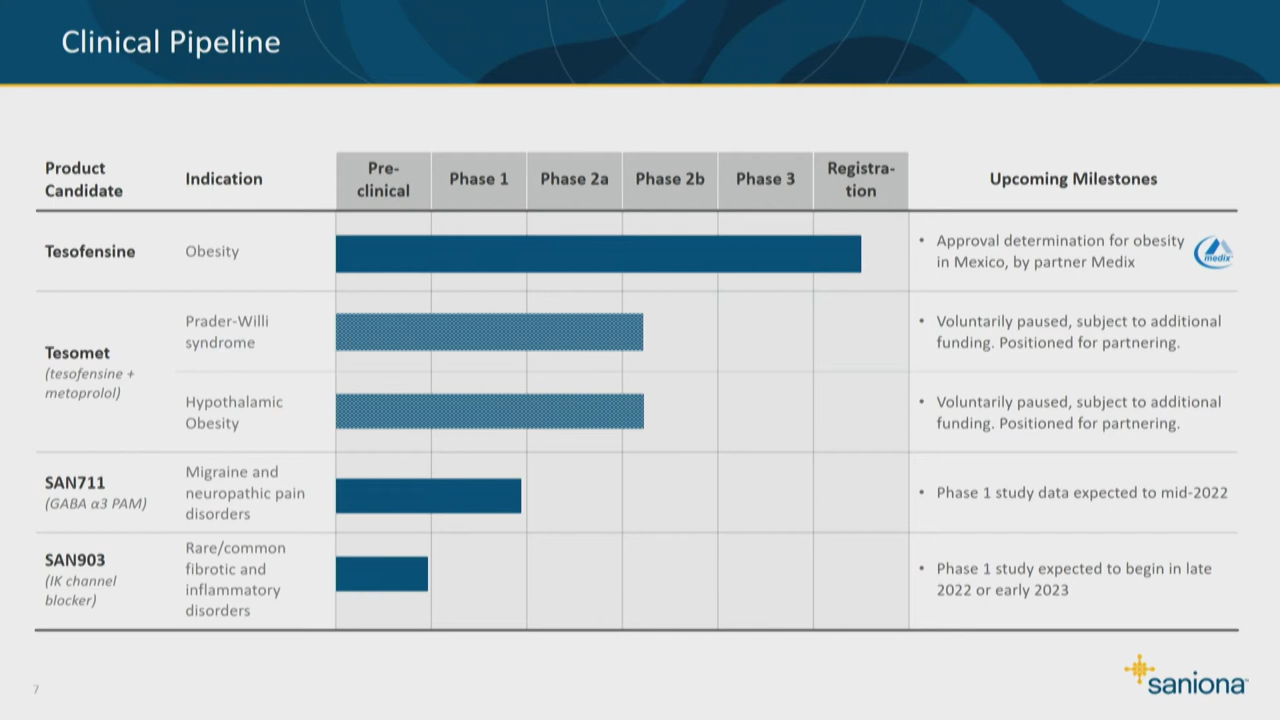 Clinical Pipeline
Product
Candidate
Indication
Pre-
clinical
Phase 1
Phase 2a
Phase 2b
Phase 3
Registra-
tion
Upcoming Milestones
Tesofensine
Obesity
• Approval determination for obesity
in Mexico, by partner Medix
medix
Tesomet
(tesofensine +
metoprolol)
Prader-Willi
syndrome
• Voluntarily paused, subject to additional
funding. Positioned for partnering.
Hypothalamic
Obesity
• Voluntarily paused, subject to additional
funding. Positioned for partnering.
SAN711
(GABA α3 PAM)
Migraine and
neuropathic pain
disorders
• Phase 1 study data expected to mid-2022
SAN903
(IK channel
blocker)
Rare/common
fibrotic and
inflammatory
disorders
• Phase 1 study expected to begin in late
2022 or early 2023
7
saniona™